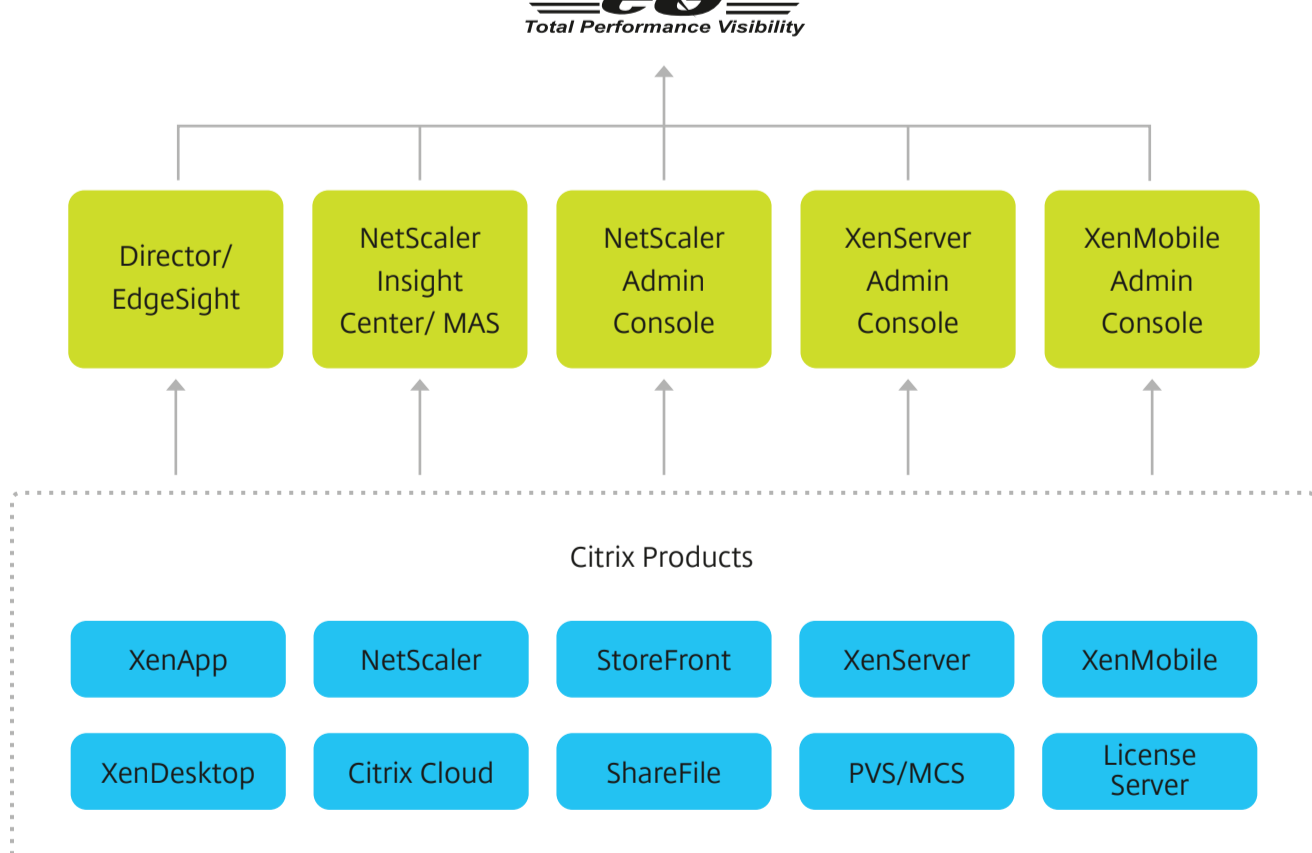 Total Performance Visibility
Director/
EdgeSight
NetScaler
Insight
Center/ MAS
NetScaler
Admin
Console
XenServer
Admin
Console
XenMobile
Admin
Console
Citrix Products
XenApp
NetScaler
StoreFront
XenServer
XenMobile
XenDesktop
Citrix Cloud
ShareFile
PVS/MCS
License
Server